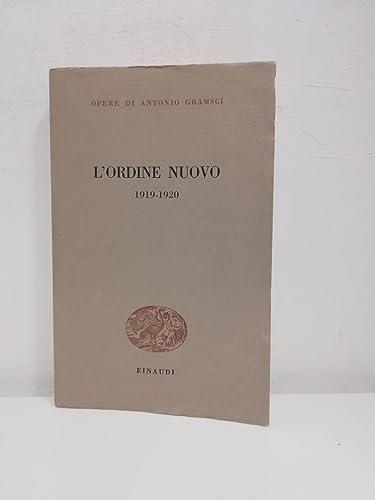 OPERE DI ANTONIO GRAMSCI
L'ORDINE NUOVO
1919-1920
EINAUDI